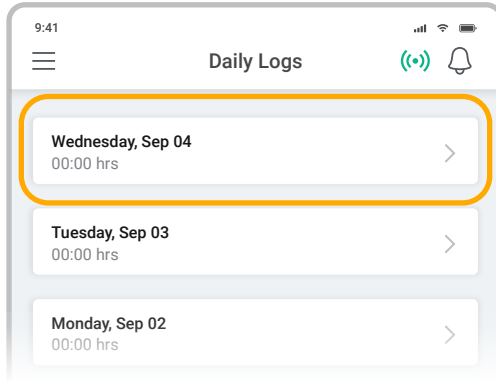 9:41
Daily Logs
Wednesday, Sep 04
00:00 hrs
Tuesday, Sep 03
00:00 hrs
Monday, Sep 02
00:00 hrs